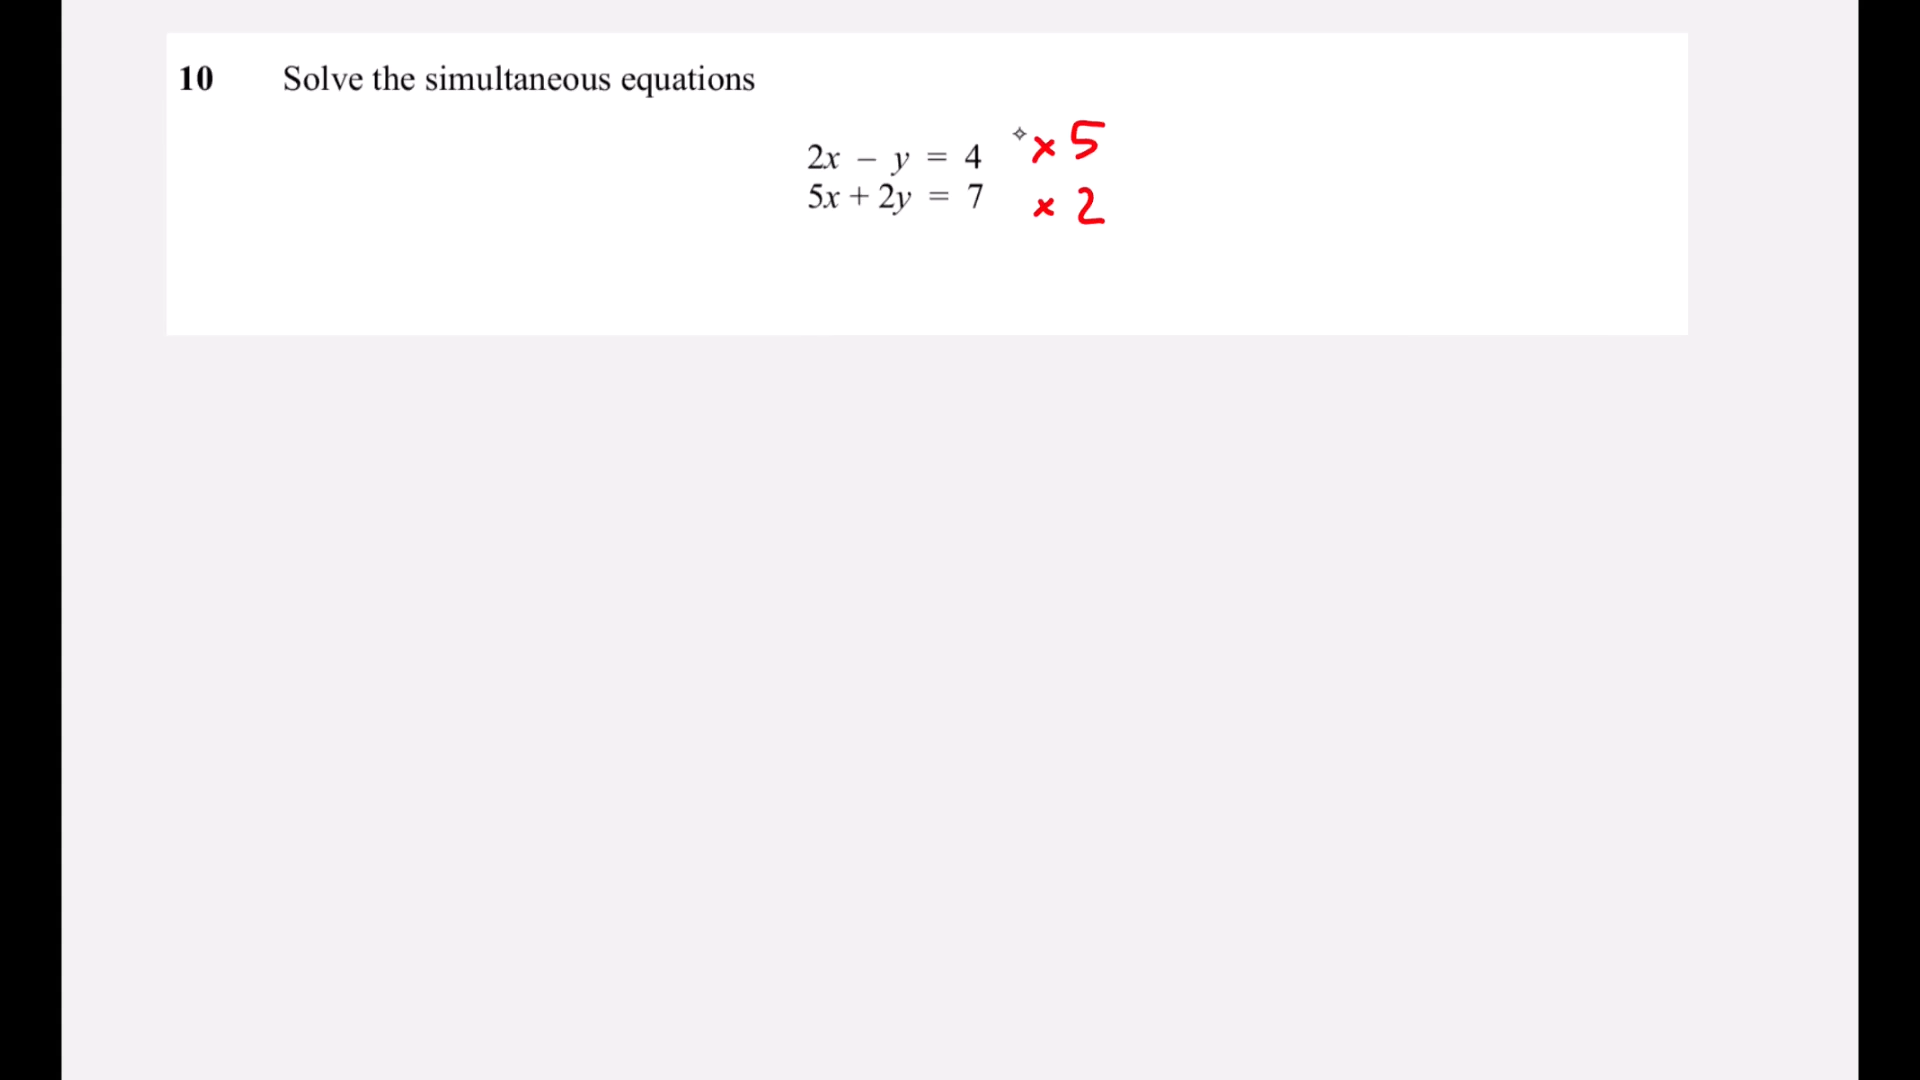 10 Solve the simultaneous equations
2x – y = 4 × 5
5x + 2y = 7 × 2